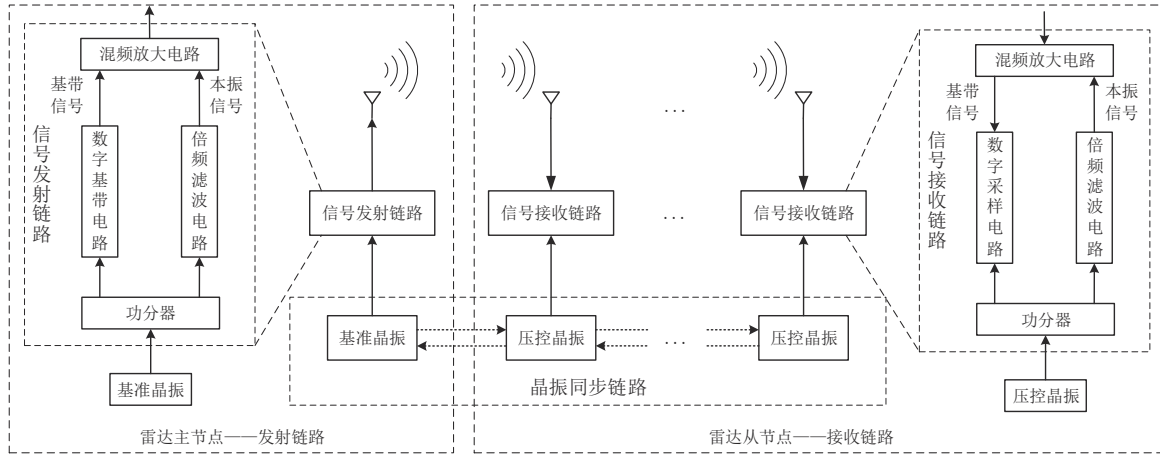 混频放大电路
基带
信号
本振
信号
信号发射链路
数字基带电路
倍频滤波电路
功分器
基准晶振
信号发射链路
基准晶振
雷达主节点——发射链路
...
信号接收链路
...
信号接收链路
压控晶振
...
压控晶振
晶振同步链路
混频放大电路
基带
信号
本振
信号
信号接收链路
数字采样电路
倍频滤波电路
功分器
压控晶振
雷达从节点——接收链路